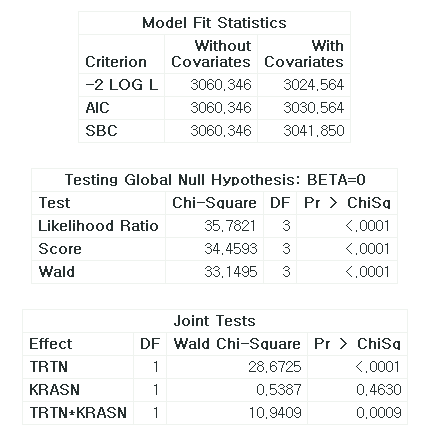 Model Fit Statistics
Criterion Without Covariates With Covariates
-2 LOG L 3060.346 3024.564
AIC 3060.346 3030.564
SBC 3060.346 3041.850
Testing Global Null Hypothesis: BETA=0
Test Chi-Square DF Pr > ChiSq
Likelihood Ratio 35.7821 3 <.0001
Score 34.4593 3 <.0001
Wald 33.1495 3 <.0001
Joint Tests
Effect DF Wald Chi-Square Pr > ChiSq
TRTN 1 28.6725 <.0001
KRASN 1 0.5387 0.4630
TRTN*KRASN 1 10.9409 0.0009